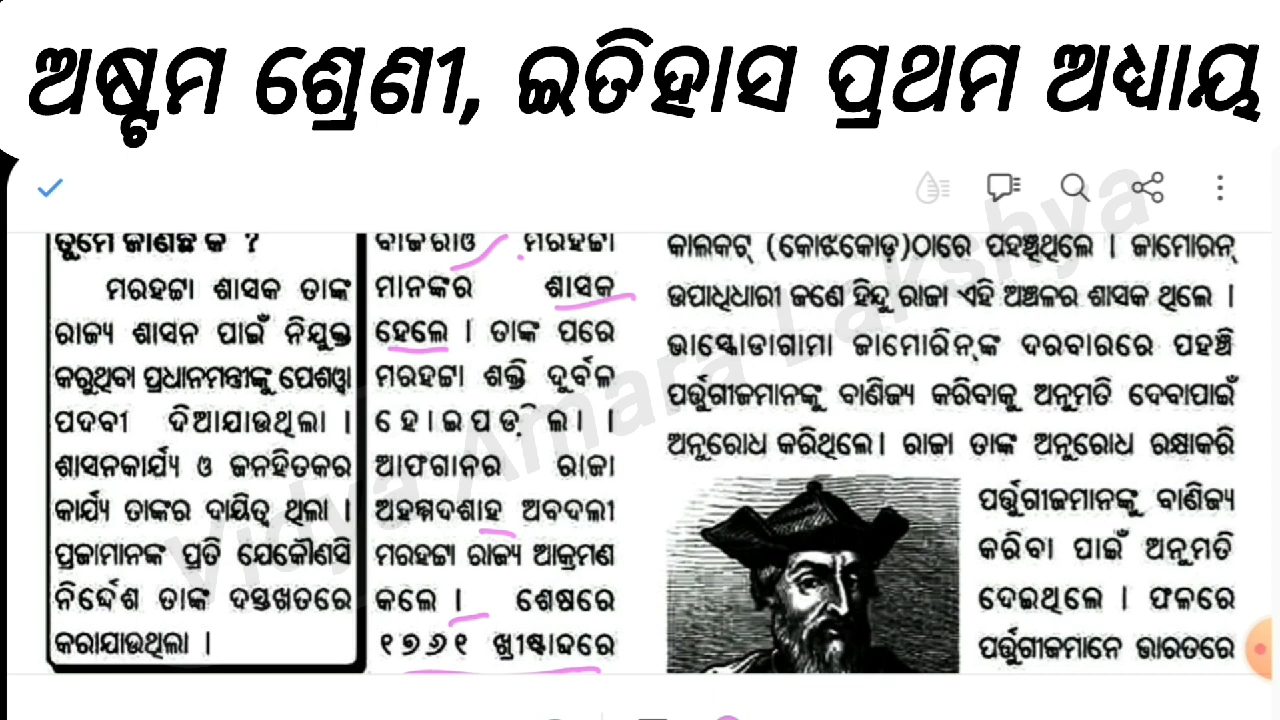 ଅଷ୍ଟମ ଶ୍ରେଣୀ, ଇତିହାସ ପ୍ରଥମ ଅଧ୍ୟାୟ
ତୁମେ ଜାଣିଛ କି ?
ମରହଟ୍ଟା ଶାସକ ତାଙ୍କ
ରାଜ୍ୟ ଶାସନ ପାଇଁ ନିଯୁକ୍ତ
କରୁଥିବା ପ୍ରଧାନମନ୍ତ୍ରୀଙ୍କୁ ପେଶୱା
ପଦବୀ ଦିଆଯାଉଥିଲା ।
ଶାସନକାର୍ଯ୍ୟ ଓ ଜନହିତକର
କାର୍ଯ୍ୟ ତାଙ୍କର ଦାୟିତ୍ୱ ଥିଲା ।
ପ୍ରଜାମାନଙ୍କ ପ୍ରତି ଯେକୌଣସି
ନିର୍ଦ୍ଦେଶ ତାଙ୍କ ଦସ୍ତଖତରେ
କରାଯାଉଥିଲା ।
ବାଜିରାଓ ମରହଟ୍ଟା
ମାନଙ୍କର ଶାସକ
ହେଲେ । ତାଙ୍କ ପରେ
ମରହଟ୍ଟା ଶକ୍ତି ଦୁର୍ବଳ
ହୋଇପଡ଼ିଲା ।
ଆଫଗାନର ରାଜା
ଅହମ୍ମଦଶାହ ଅବଦଲୀ
ମରହଟ୍ଟା ରାଜ୍ୟ ଆକ୍ରମଣ
କଲେ । ଶେଷରେ
୧୭୬୧ ଖ୍ରୀଷ୍ଟାବ୍ଦରେ
କାଲିକଟ୍ (କୋଝିକୋଡ଼)ଠାରେ ପହଞ୍ଚିଥିଲେ । ଜାମୋରିନ୍
ଉପାଧିଧାରୀ ଜଣେ ହିନ୍ଦୁ ରାଜା ଏହି ଅଞ୍ଚଳର ଶାସକ ଥିଲେ ।
ଭାସ୍କୋଡାଗାମା ଜାମୋରିନ୍‌ଙ୍କ ଦରବାରରେ ପହଞ୍ଚି
ପର୍ତ୍ତୁଗୀଜମାନଙ୍କୁ ବାଣିଜ୍ୟ କରିବାକୁ ଅନୁମତି ଦେବାପାଇଁ
ଅନୁରୋଧ କରିଥିଲେ। ରାଜା ତାଙ୍କ ଅନୁରୋଧ ରକ୍ଷାକରି
ପର୍ତ୍ତୁଗୀଜମାନଙ୍କୁ ବାଣିଜ୍ୟ
କରିବା ପାଇଁ ଅନୁମତି
ଦେଇଥିଲେ । ଫଳରେ
ପର୍ତ୍ତୁଗୀଜମାନେ ଭାରତରେ
Vidya Amara Lakshya